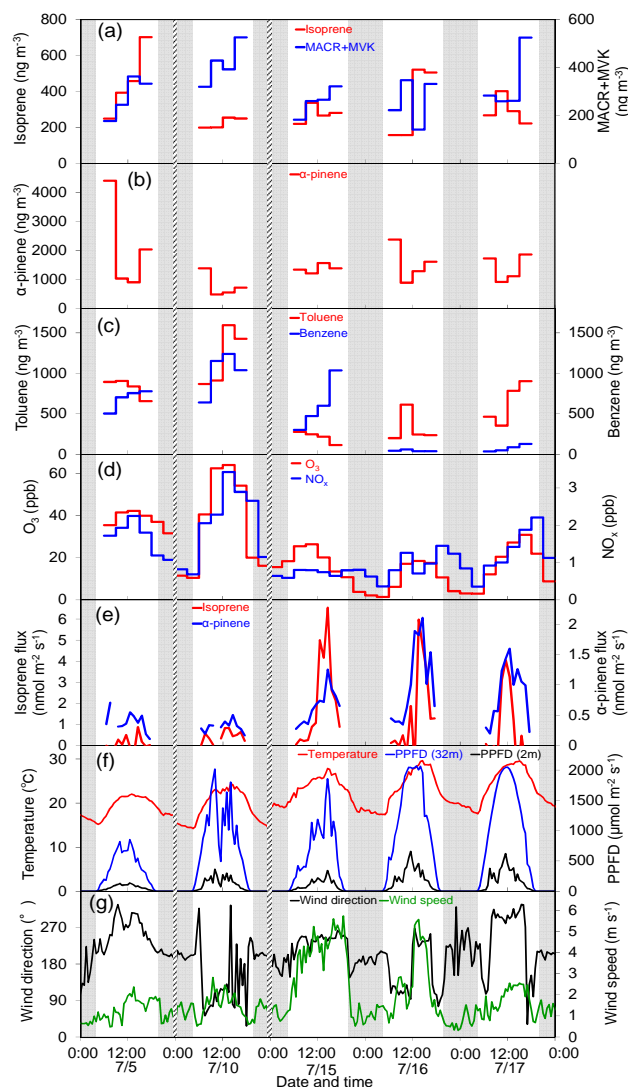 (a)
Isoprene
MACR+MVK
Isoprene (ng m-3)
800
600
400
200
0
MACR+MVK
(ng m-3)
600
400
200
0
(b)
α-pinene
α-pinene (ng m-3)
4000
3000
2000
1000
0
(c)
Toluene
Benzene
Toluene (ng m-3)
1500
1000
500
0
Benzene (ng m-3)
1500
1000
500
0
(d)
O3
NOx
O3 (ppb)
60
40
20
0
NOx (ppb)
3
2
1
0
(e)
Isoprene
α-pinene
Isoprene flux
(nmol m-2 s-1)
6
5
4
3
2
1
0
α-pinene flux
(nmol m-2 s-1)
2
1.5
1
0.5
0
(f)
Temperature
PPFD (32m)
PPFD (2m)
Temperature (°C)
30
20
10
0
PPFD (μmol m-2 s-1)
2000
1500
1000
500
0
(g)
Wind direction
Wind speed
Wind direction (°)
270
180
90
0
Wind speed (m s-1)
6
5
4
3
2
1
0
0:00 12:00 0:00 12:00 0:00 12:00 0:00 12:00 0:00 12:00 0:00
7/5 7/10 7/15 7/16 7/17
Date and time